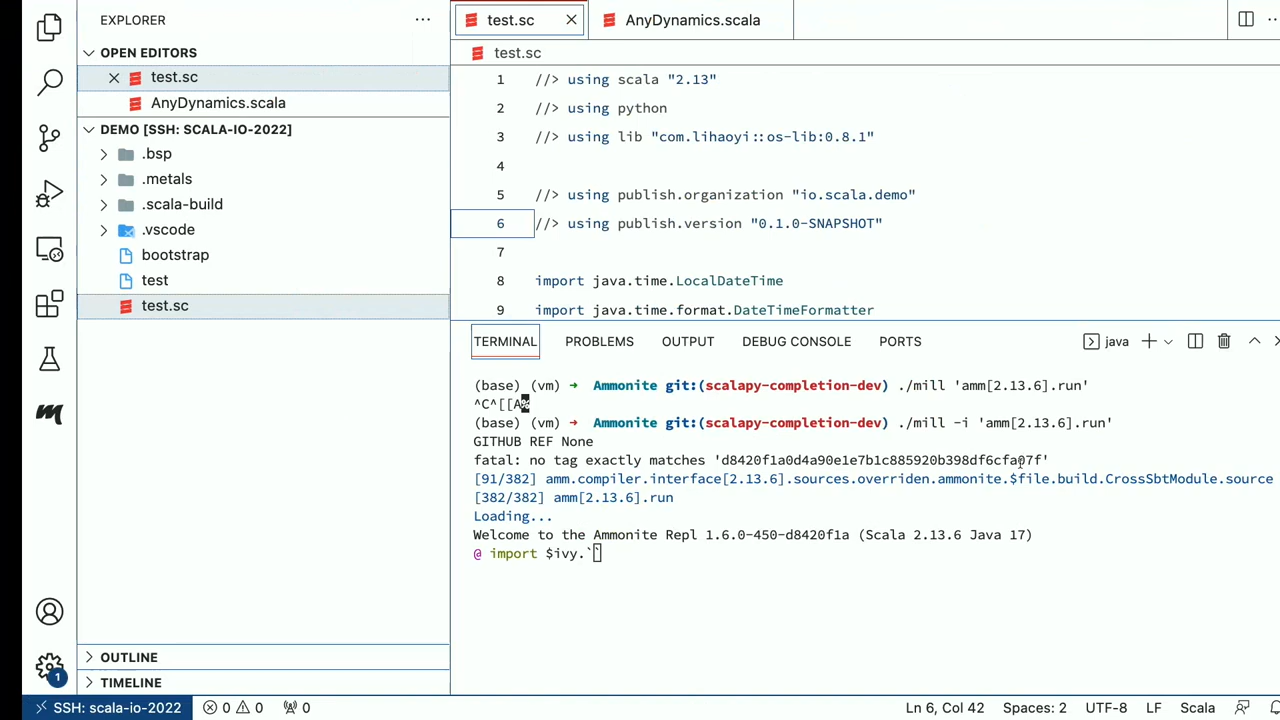 EXPLORER
OPEN EDITORS
test.sc
AnyDynamics.scala
DEMO [SSH: SCALA-IO-2022]
.bsp
.metals
.scala-build
.vscode
bootstrap
test
test.sc
OUTLINE
TIMELINE
test.sc
AnyDynamics.scala
test.sc
1 //> using scala "2.13"
2 //> using python
3 //> using lib "com.lihaoyi::os-lib:0.8.1"
4
5 //> using publish.organization "io.scala.demo"
6 //> using publish.version "0.1.0-SNAPSHOT"
7
8 import java.time.LocalDateTime
9 import java.time.format.DateTimeFormatter
TERMINAL PROBLEMS OUTPUT DEBUG CONSOLE PORTS java
(base) (vm) ➜ Ammonite git:(scalapy-completion-dev) ./mill 'amm[2.13.6].run'
^C^[[A%
(base) (vm) ➜ Ammonite git:(scalapy-completion-dev) ./mill -i 'amm[2.13.6].run'
GITHUB REF None
fatal: no tag exactly matches 'd8420f1a0d4a90e1e7b1c885920b398df6cfa07f'
[91/382] amm.compiler.interface[2.13.6].sources.overriden.ammonite.$file.build.CrossSbtModule.source
[382/382] amm[2.13.6].run
Loading...
Welcome to the Ammonite Repl 1.6.0-450-d8420f1a (Scala 2.13.6 Java 17)
@ import $ivy.``
1
SSH: scala-io-2022 0 0 0 Ln 6, Col 42 Spaces: 2 UTF-8 LF Scala